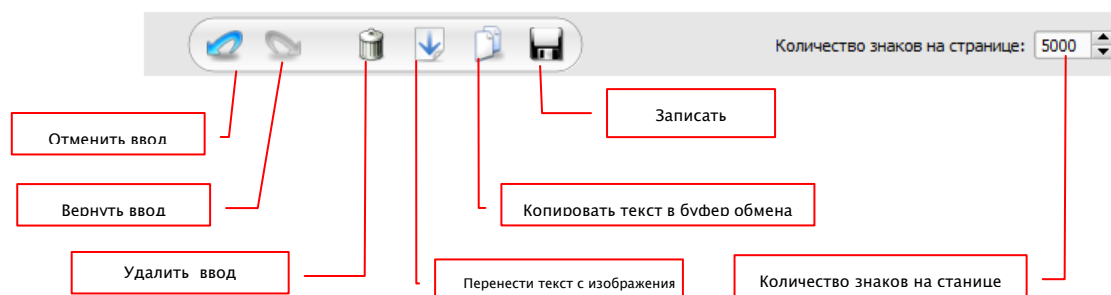 Количество знаков на странице: 5000
Записать
Отменить ввод
Вернуть ввод
Копировать текст в буфер обмена
Удалить ввод
Перенести текст с изображения
Количество знаков на станице